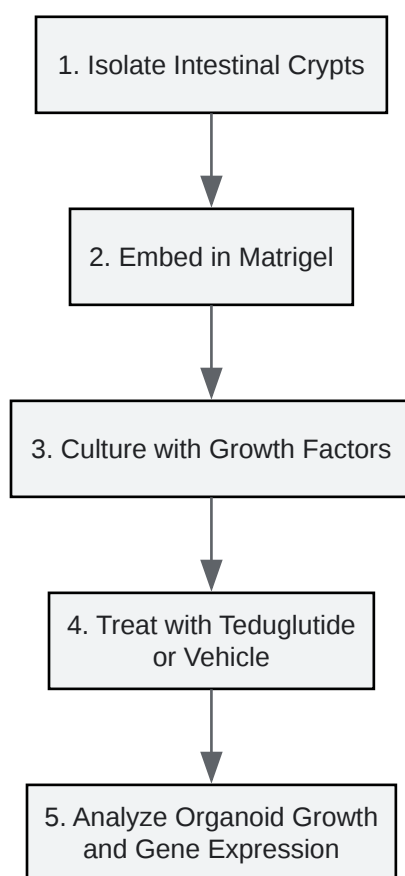 1. Isolate Intestinal Crypts
2. Embed in Matrigel
3. Culture with Growth Factors
4. Treat with Teduglutide
or Vehicle
5. Analyze Organoid Growth
and Gene Expression